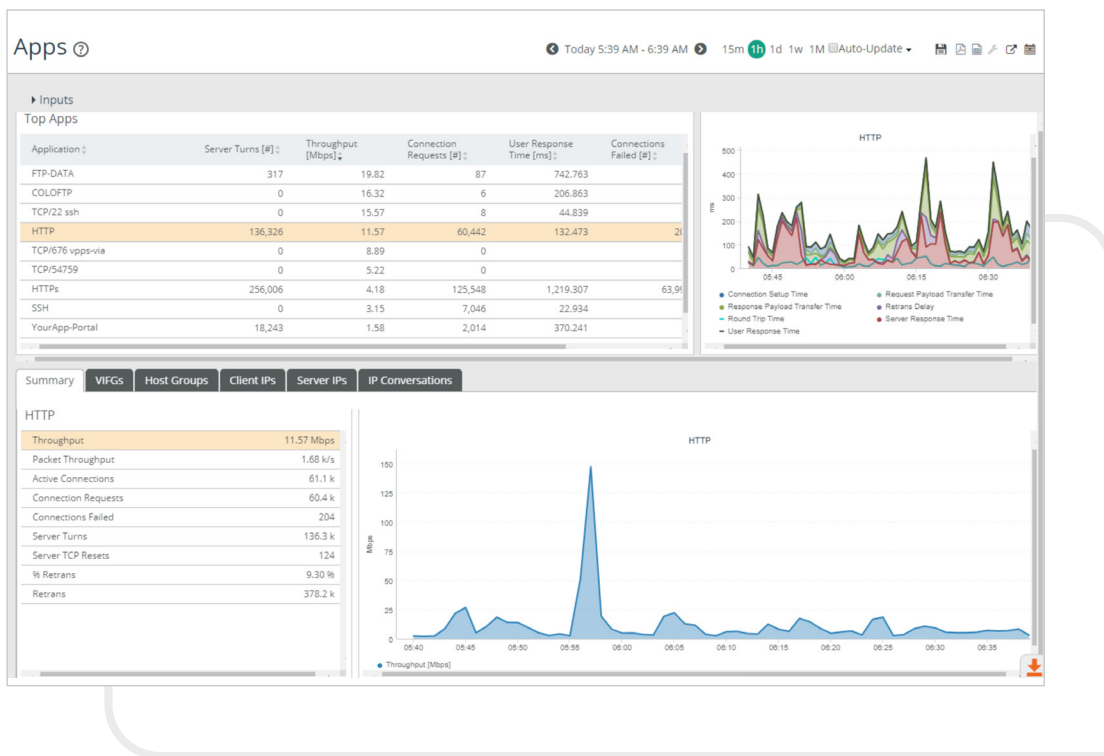 Apps ?
Today 5:39 AM - 6:39 AM 15m 1h 1d 1w 1M Auto-Update
Inputs
Top Apps
Application Server Turns [#] Throughput [Mbps] Connection Requests [#] User Response Time [ms] Connections Failed [#]
FTP-DATA 317 19.82 87 742.763
COLOFTP 0 16.32 6 206.863
TCP/22 ssh 0 15.57 8 44.839
HTTP 136,326 11.57 60,442 132.473 20
TCP/676 vpps-via 0 8.89 0
TCP/54759 0 5.22 0
HTTPs 256,006 4.18 125,548 1,219.307 63,99
SSH 0 3.15 7,046 22.934
YourApp-Portal 18,243 1.58 2,014 370.241
HTTP
500
400
300
200
100
0
ms
05:45 06:00 06:15 06:30
Connection Setup Time Request Payload Transfer Time
Response Payload Transfer Time Retrans Delay
Round Trip Time Server Response Time
User Response Time
Summary VIFGs Host Groups Client IPs Server IPs IP Conversations
HTTP
Throughput 11.57 Mbps
Packet Throughput 1.68 k/s
Active Connections 61.1 k
Connection Requests 60.4 k
Connections Failed 204
Server Turns 136.3 k
Server TCP Resets 124
% Retrans 9.30 %
Retrans 378.2 k
HTTP
150
125
100
75
50
25
0
Mbps
05:40 05:45 05:50 05:55 06:00 06:05 06:10 06:15 06:20 06:25 06:30 06:35
Throughput [Mbps]